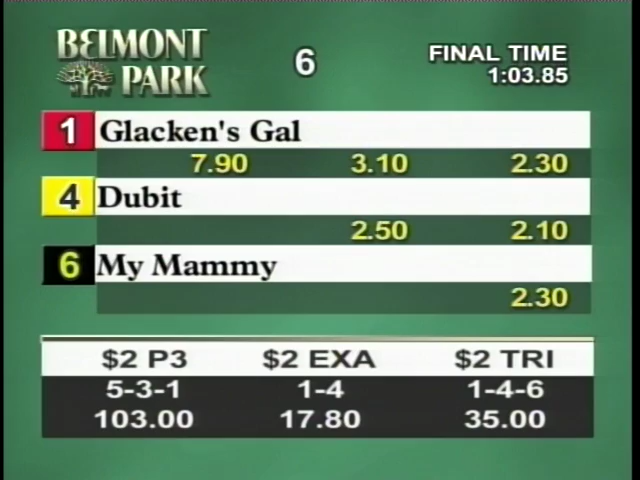 BELMONT PARK
6
FINAL TIME
1:03.85
1 Glacken's Gal
7.90 3.10 2.30
4 Dubit
2.50 2.10
6 My Mammy
2.30
$2 P3 $2 EXA $2 TRI
5-3-1 1-4 1-4-6
103.00 17.80 35.00